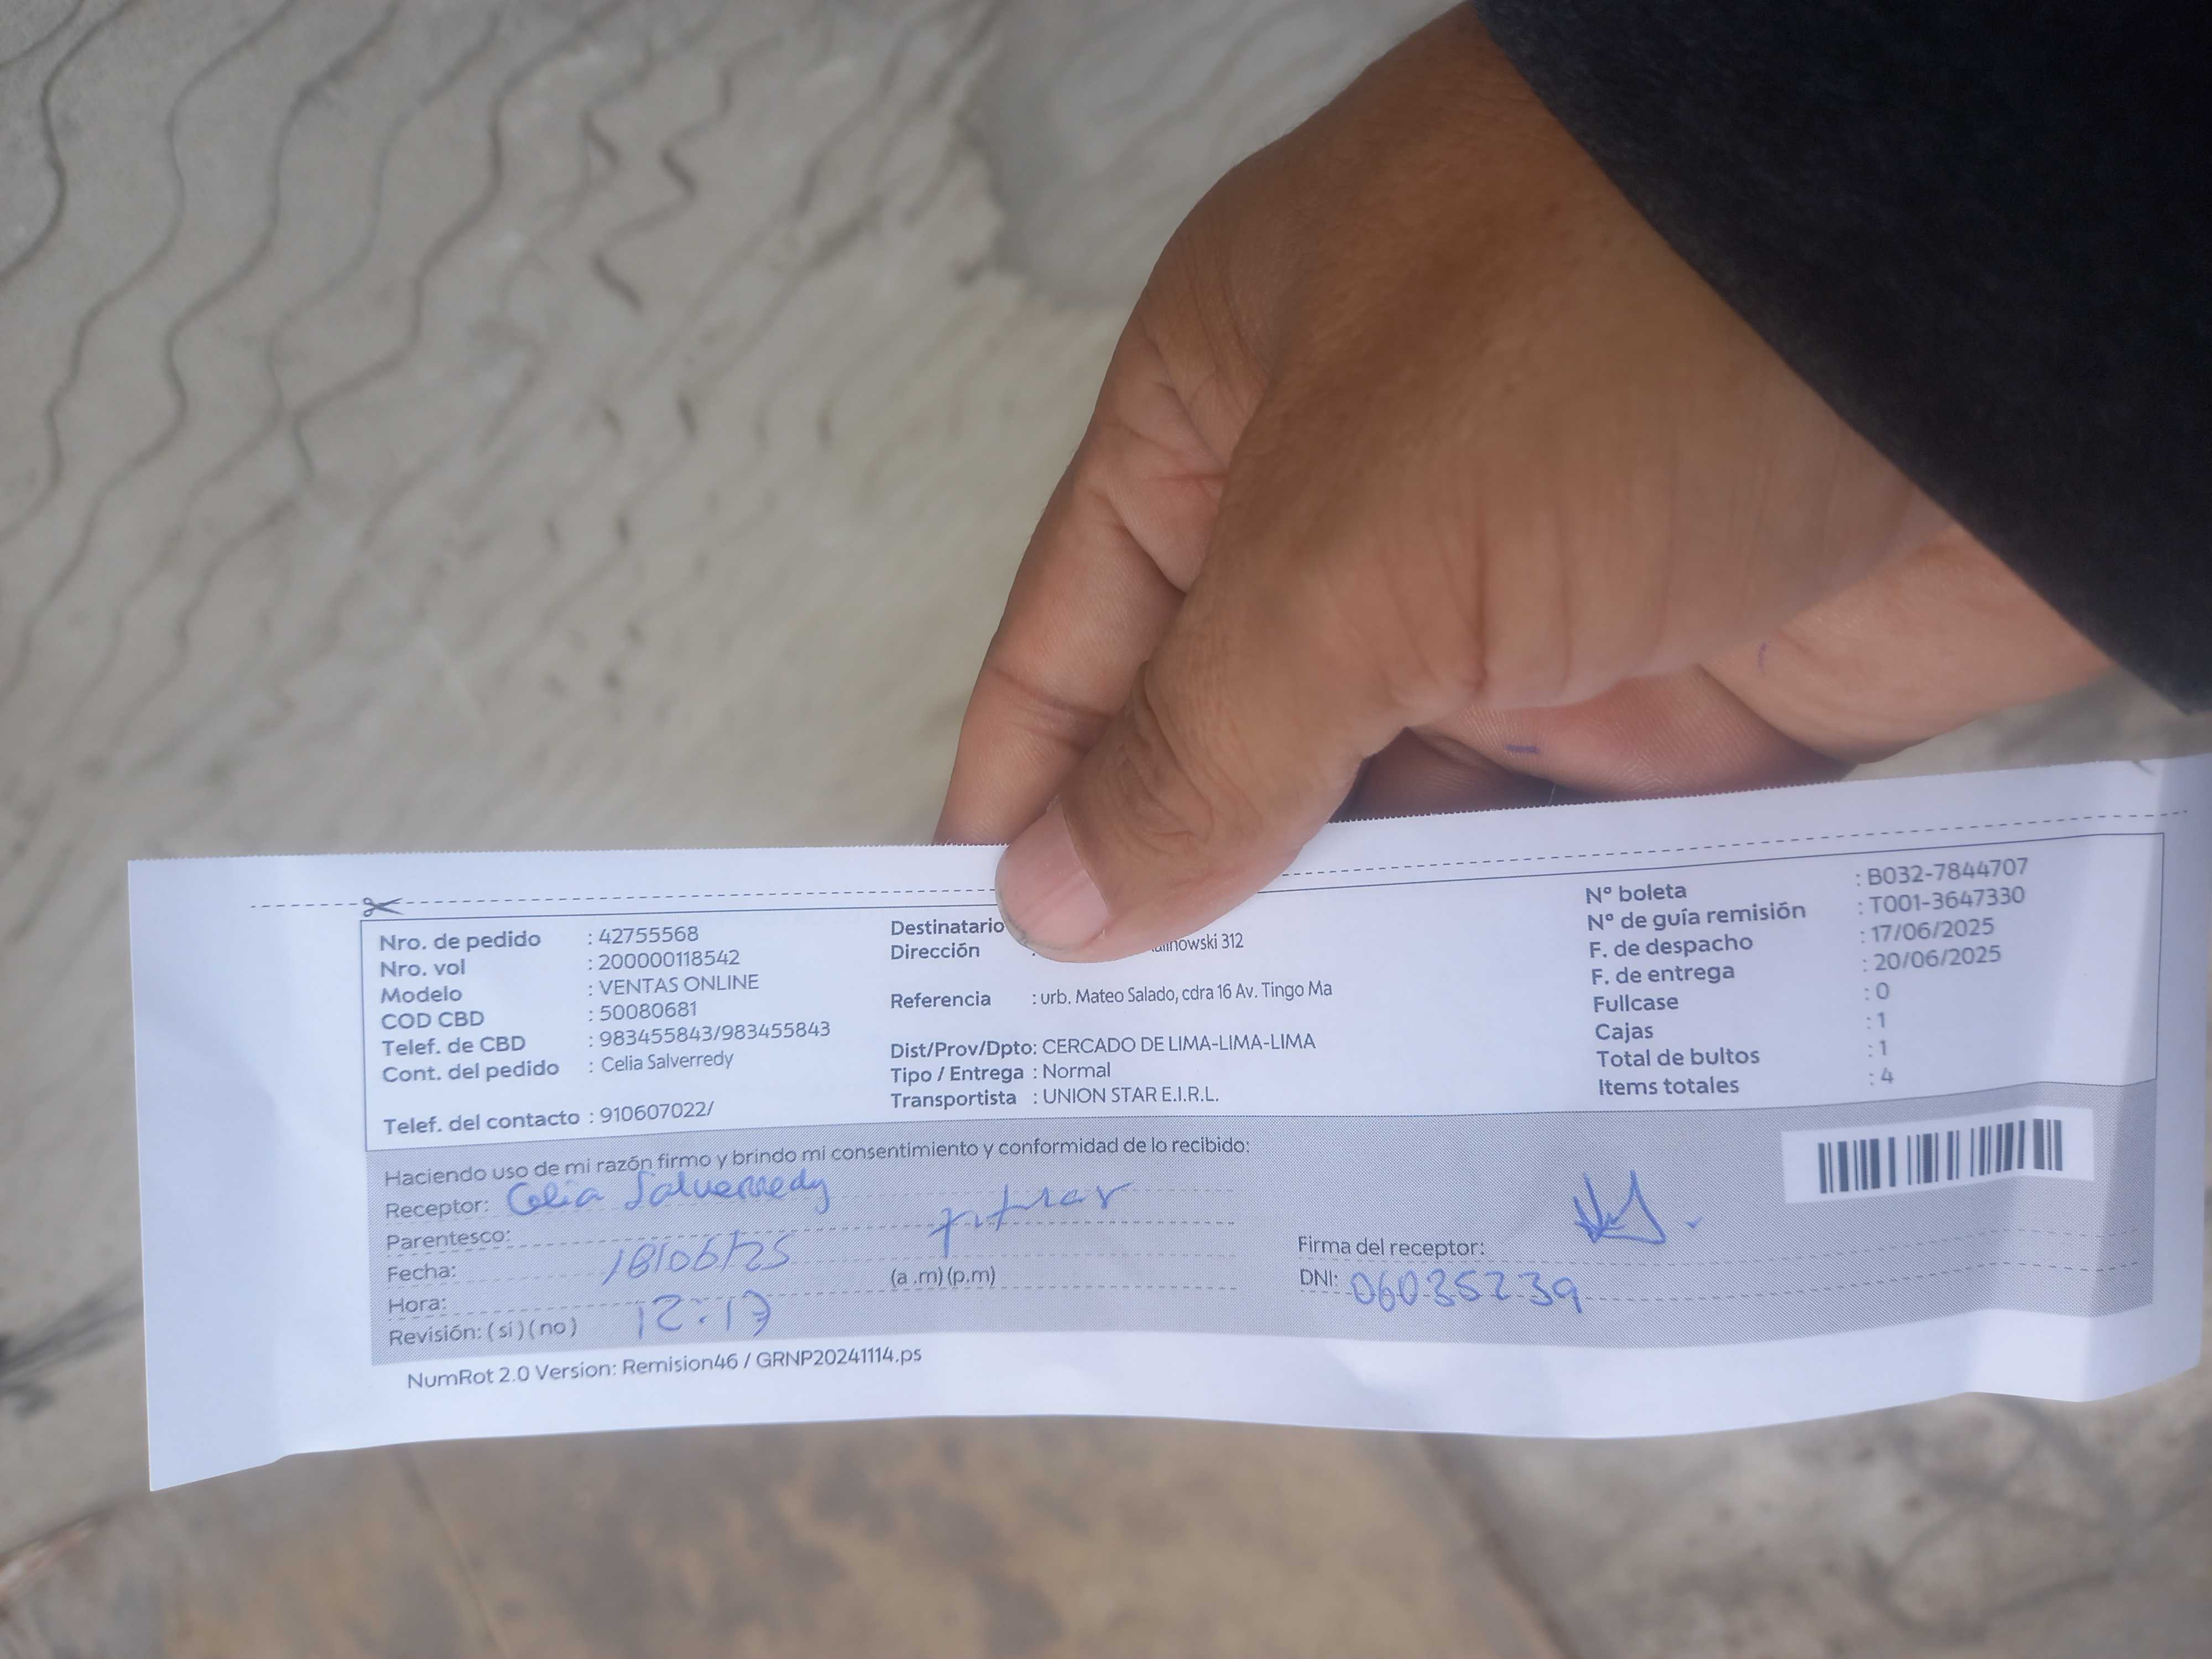 Nro. de pedido : 42755568
Nro. vol : 200000118542
Modelo : VENTAS ONLINE
COD CBD : 50080681
Telef. de CBD : 983455843/983455843
Cont. del pedido : Celia Salverredy
Telef. del contacto : 910607022/
Destinatario
Dirección : 312
Referencia : urb. Mateo Salado, cdra 16 Av. Tingo Ma
Dist/Prov/Dpto: CERCADO DE LIMA-LIMA-LIMA
Tipo / Entrega : Normal
Transportista : UNION STAR E.I.R.L.
Nº boleta : B032-7844707
Nº de guía remisión : T001-3647330
F. de despacho : 17/06/2025
F. de entrega : 20/06/2025
Fullcase : 0
Cajas : 1
Total de bultos : 1
Items totales : 4
Haciendo uso de mi razón firmo y brindo mi consentimiento y conformidad de lo recibido:
Receptor: Celia Salverredy
Parentesco:
Fecha: 18/06/25
Hora: 12:17 (a .m) (p.m)
Revisión: ( si ) ( no )
Firma del receptor:
DNI: 06035239
NumRot 2.0 Version: Remision46 / GRNP20241114.ps